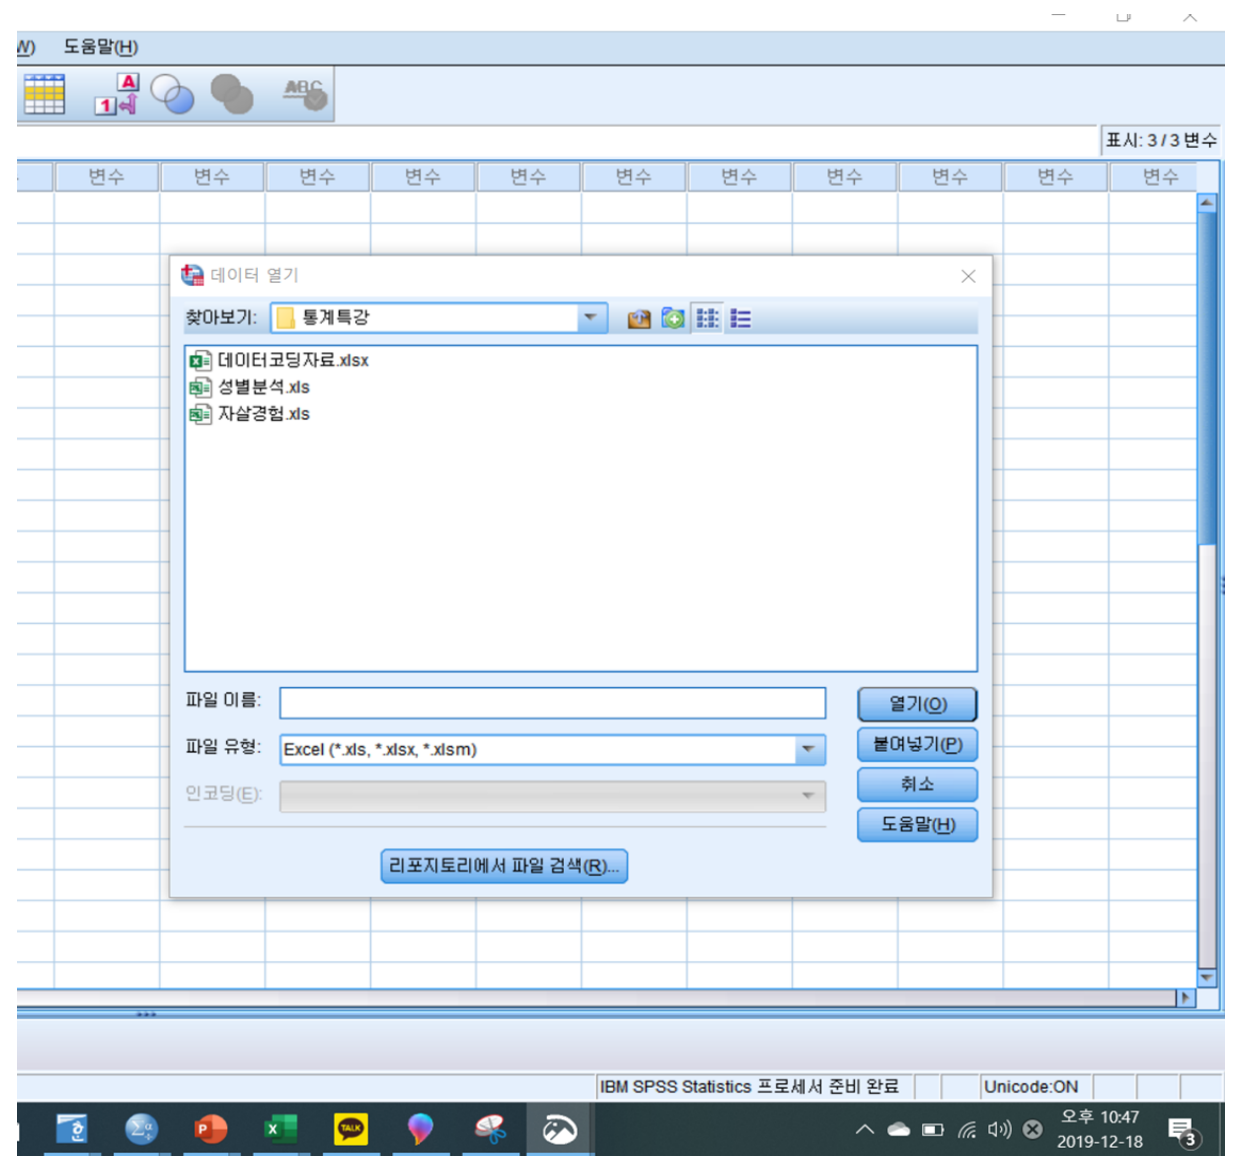 W) 도움말(H)
표시: 3 / 3 변수
변수 변수 변수 변수 변수 변수 변수 변수 변수 변수 변수
데이터 열기
찾아보기: 통계특강
데이터코딩자료.xlsx
성별분석.xls
자살경험.xls
파일 이름: 열기(O)
파일 유형: Excel (*.xls, *.xlsx, *.xlsm) 붙여넣기(P)
인코딩(E): 취소
도움말(H)
리포지토리에서 파일 검색(R)...
IBM SPSS Statistics 프로세서 준비 완료 Unicode:ON
TALK
오후 10:47
2019-12-18
3